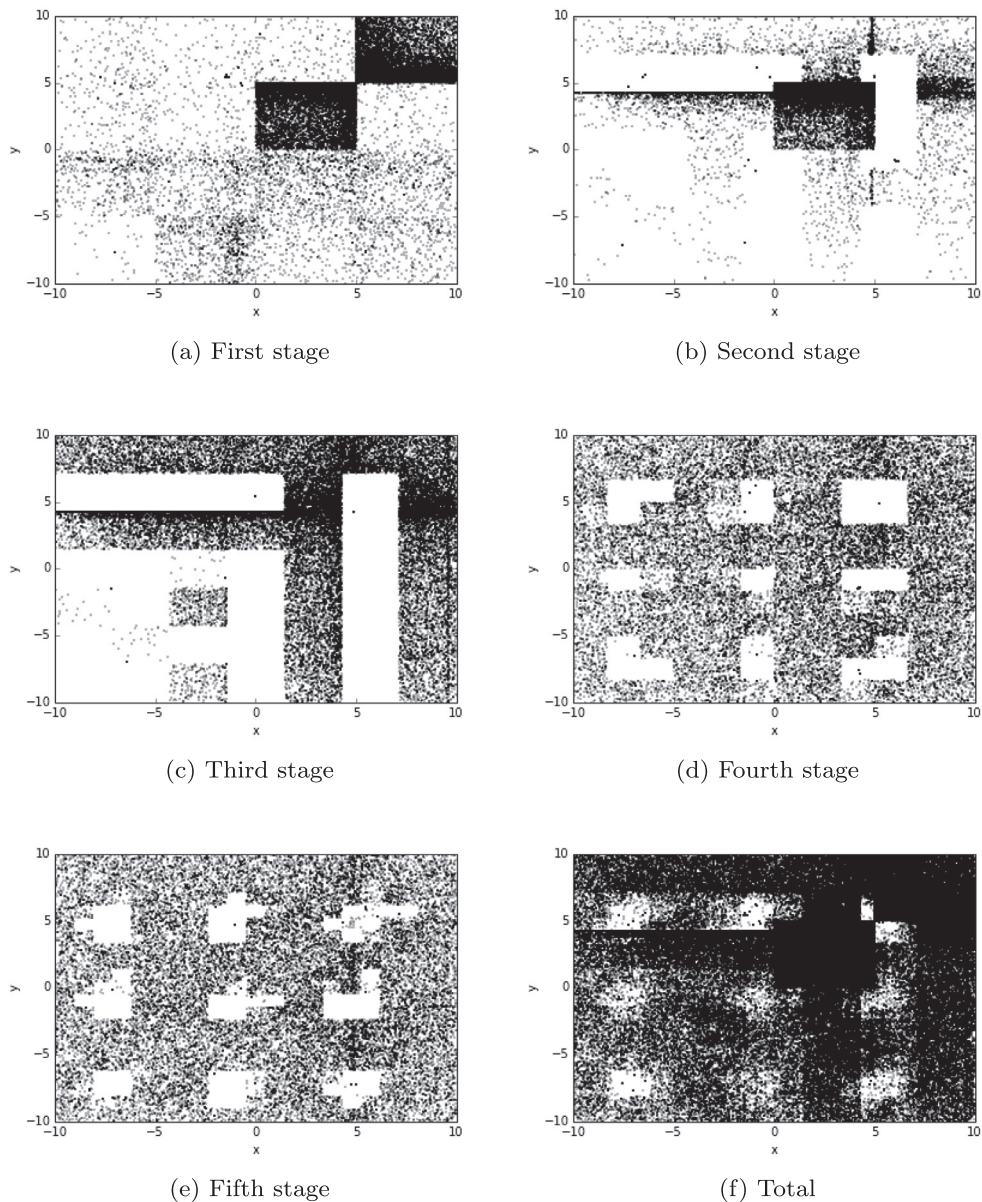 10
5
y
0
−5
−10
−10 −5 0 5 10
x
(a) First stage
10
5
y
0
−5
−10
−10 −5 0 5 10
x
(b) Second stage
10
5
y
0
−5
−10
−10 −5 0 5 10
x
(c) Third stage
10
5
y
0
−5
−10
−10 −5 0 5 10
x
(d) Fourth stage
10
5
y
0
−5
−10
−10 −5 0 5 10
x
(e) Fifth stage
10
5
y
0
−5
−10
−10 −5 0 5 10
x
(f) Total